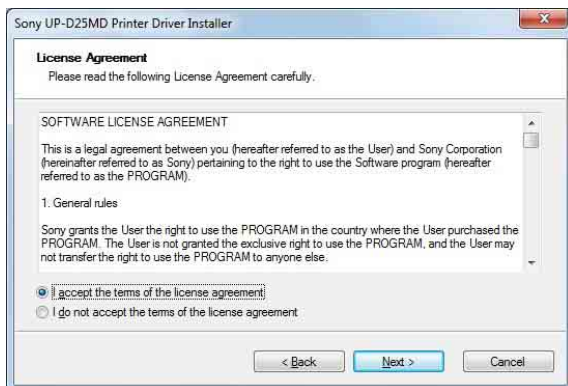 Sony UP-D25MD Printer Driver Installer
License Agreement
Please read the following License Agreement carefully.
SOFTWARE LICENSE AGREEMENT
This is a legal agreement between you (hereafter referred to as the User) and Sony Corporation
(hereinafter referred to as Sony) pertaining to the right to use the Software program (hereafter
referred to as the PROGRAM).
1. General rules
Sony grants the User the right to use the PROGRAM in the country where the User purchased the
PROGRAM. The User is not granted the exclusive right to use the PROGRAM, and the User may
not transfer the right to use the PROGRAM to anyone else.
I accept the terms of the license agreement
I do not accept the terms of the license agreement
< Back Next > Cancel